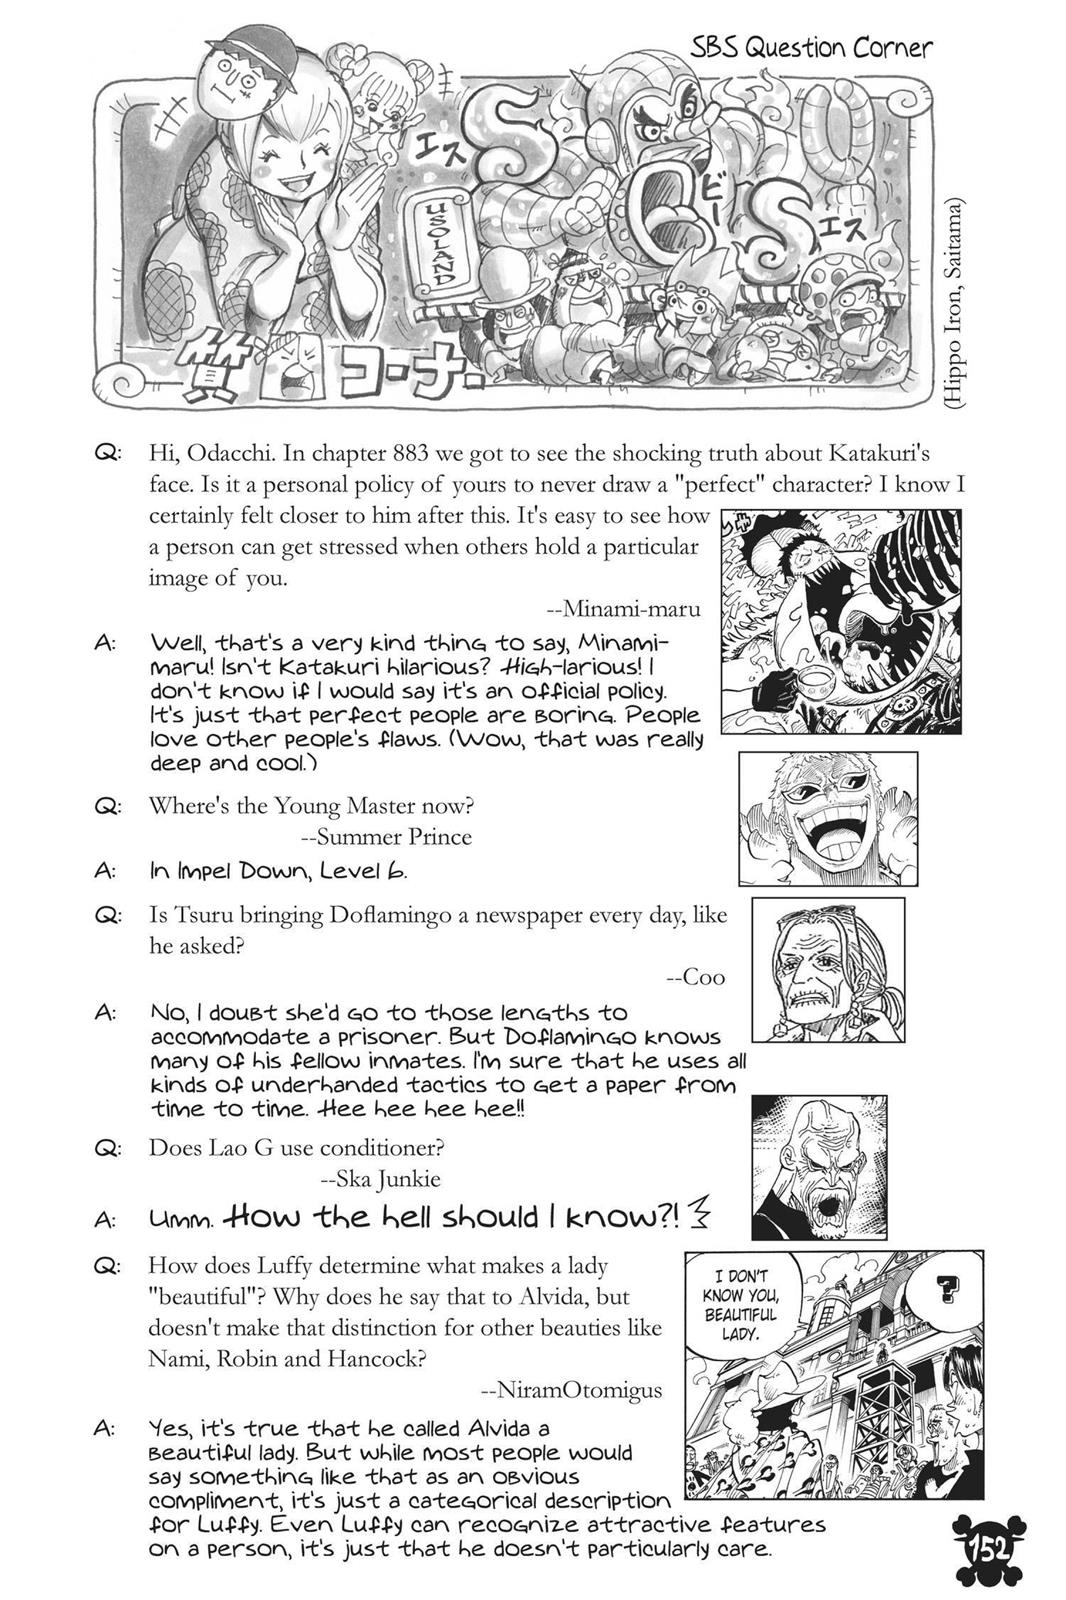 SBS Question Corner
エス
S
USOLAND
B
ビー
S
エス
質
コーナー
(Hippo Iron, Saitama)
Q: Hi, Odacchi. In chapter 883 we got to see the shocking truth about Katakuri's
face. Is it a personal policy of yours to never draw a "perfect" character? I know I
certainly felt closer to him after this. It's easy to see how
a person can get stressed when others hold a particular
image of you.
--Minami-maru
A: Well, that's a very kind thing to say, Minami-
maru! Isn't Katakuri hilarious? High-larious! I
don't know if I would say it's an official policy.
It's just that perfect people are boring. People
love other people's flaws. (Wow, that was really
deep and cool.)
Q: Where's the Young Master now?
--Summer Prince
A: In Impel Down, Level 6.
Q: Is Tsuru bringing Doflamingo a newspaper every day, like
he asked?
--Coo
A: No, I doubt she'd go to those lengths to
accommodate a prisoner. But Doflamingo knows
many of his fellow inmates. I'm sure that he uses all
kinds of underhanded tactics to get a paper from
time to time. Hee hee hee hee!!
Q: Does Lao G use conditioner?
--Ska Junkie
A: Umm. How the hell should I know?!
Q: How does Luffy determine what makes a lady
"beautiful"? Why does he say that to Alvida, but
doesn't make that distinction for other beauties like
Nami, Robin and Hancock?
--NiramOtomigus
I DON'T
KNOW YOU,
BEAUTIFUL
LADY.
?
A: Yes, it's true that he called Alvida a
beautiful lady. But while most people would
say something like that as an obvious
compliment, it's just a categorical description
for Luffy. Even Luffy can recognize attractive features
on a person, it's just that he doesn't particularly care.
152